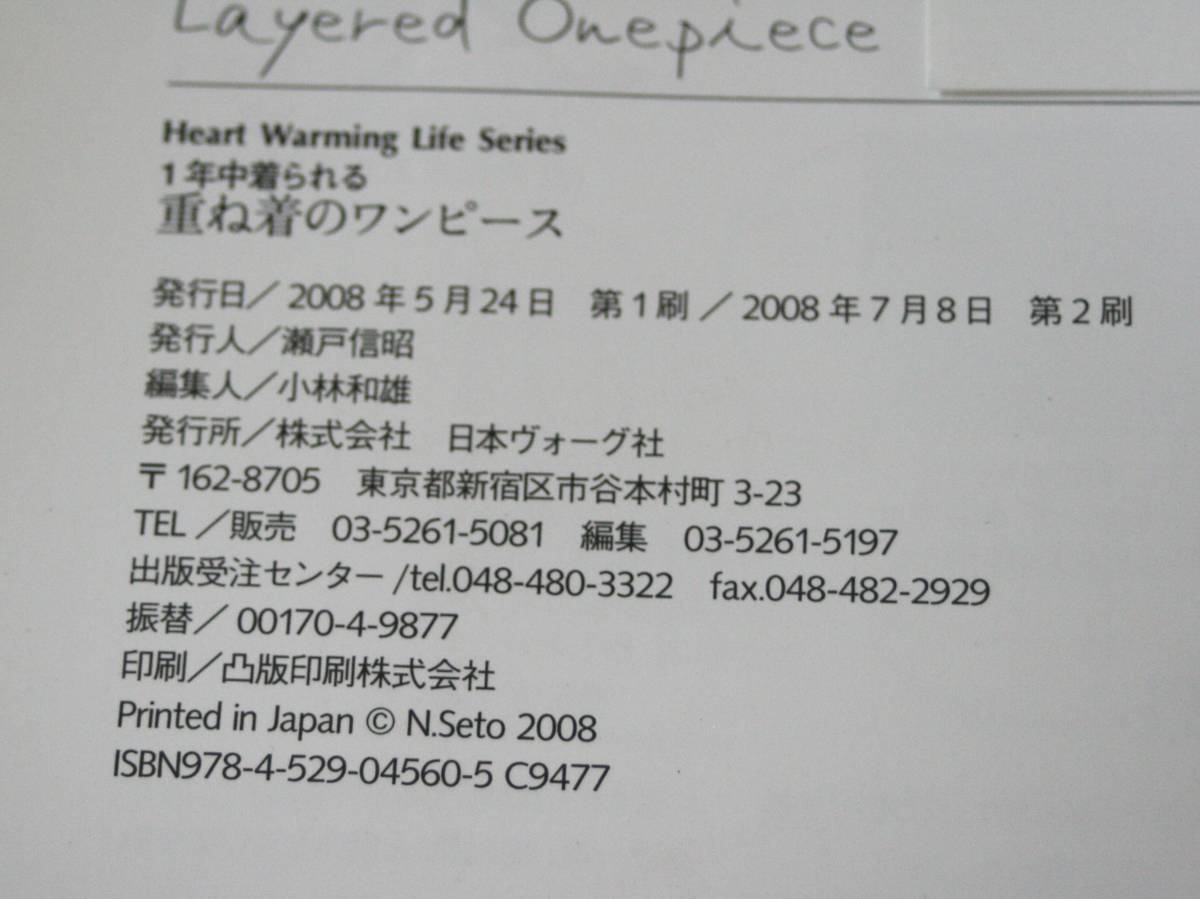 Layered Onepiece
Heart Warming Life Series
1年中着られる
重ね着のワンピース
発行日／2008年5月24日　第1刷／2008年7月8日　第2刷
発行人／瀬戸信昭
編集人／小林和雄
発行所／株式会社　日本ヴォーグ社
〒162-8705　東京都新宿区市谷本村町 3-23
TEL／販売　03-5261-5081　編集　03-5261-5197
出版受注センター/tel.048-480-3322　fax.048-482-2929
振替／00170-4-9877
印刷／凸版印刷株式会社
Printed in Japan © N.Seto 2008
ISBN978-4-529-04560-5 C9477